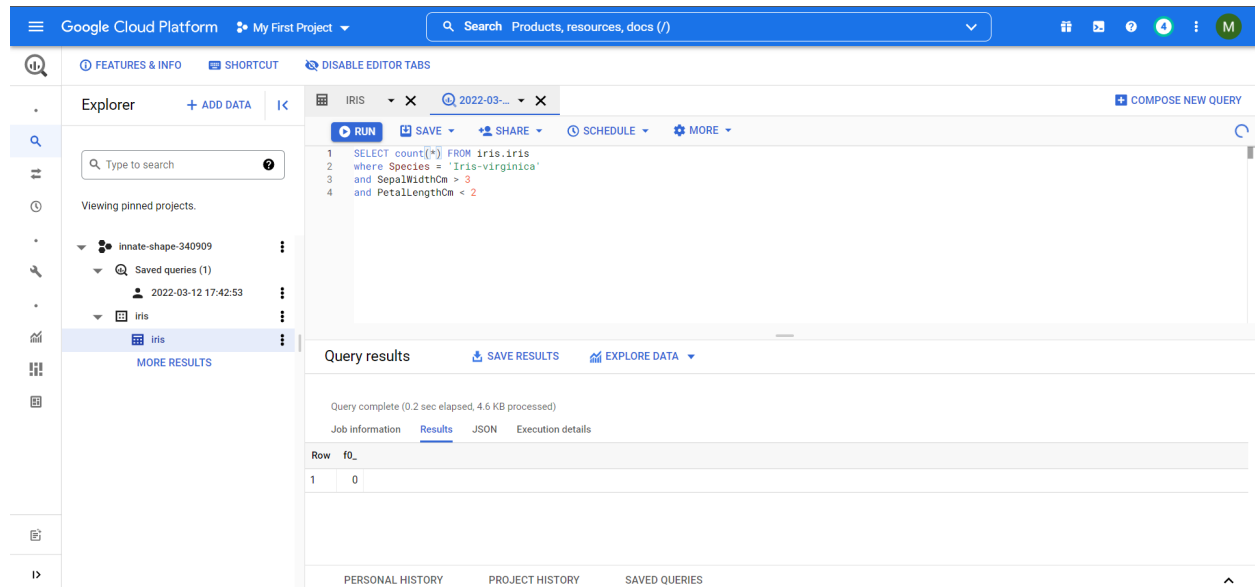 Google Cloud Platform My First Project Search Products, resources, docs (/) 4 M
FEATURES & INFO SHORTCUT DISABLE EDITOR TABS
Explorer + ADD DATA
Type to search
Viewing pinned projects.
innate-shape-340909
Saved queries (1)
2022-03-12 17:42:53
iris
iris
MORE RESULTS
IRIS 2022-03-... COMPOSE NEW QUERY
RUN SAVE SHARE SCHEDULE MORE
1 SELECT count(*) FROM iris.iris
2 where Species = 'Iris-virginica'
3 and SepalWidthCm > 3
4 and PetalLengthCm < 2
Query results SAVE RESULTS EXPLORE DATA
Query complete (0.2 sec elapsed, 4.6 KB processed)
Job information Results JSON Execution details
Row f0_
1 0
PERSONAL HISTORY PROJECT HISTORY SAVED QUERIES